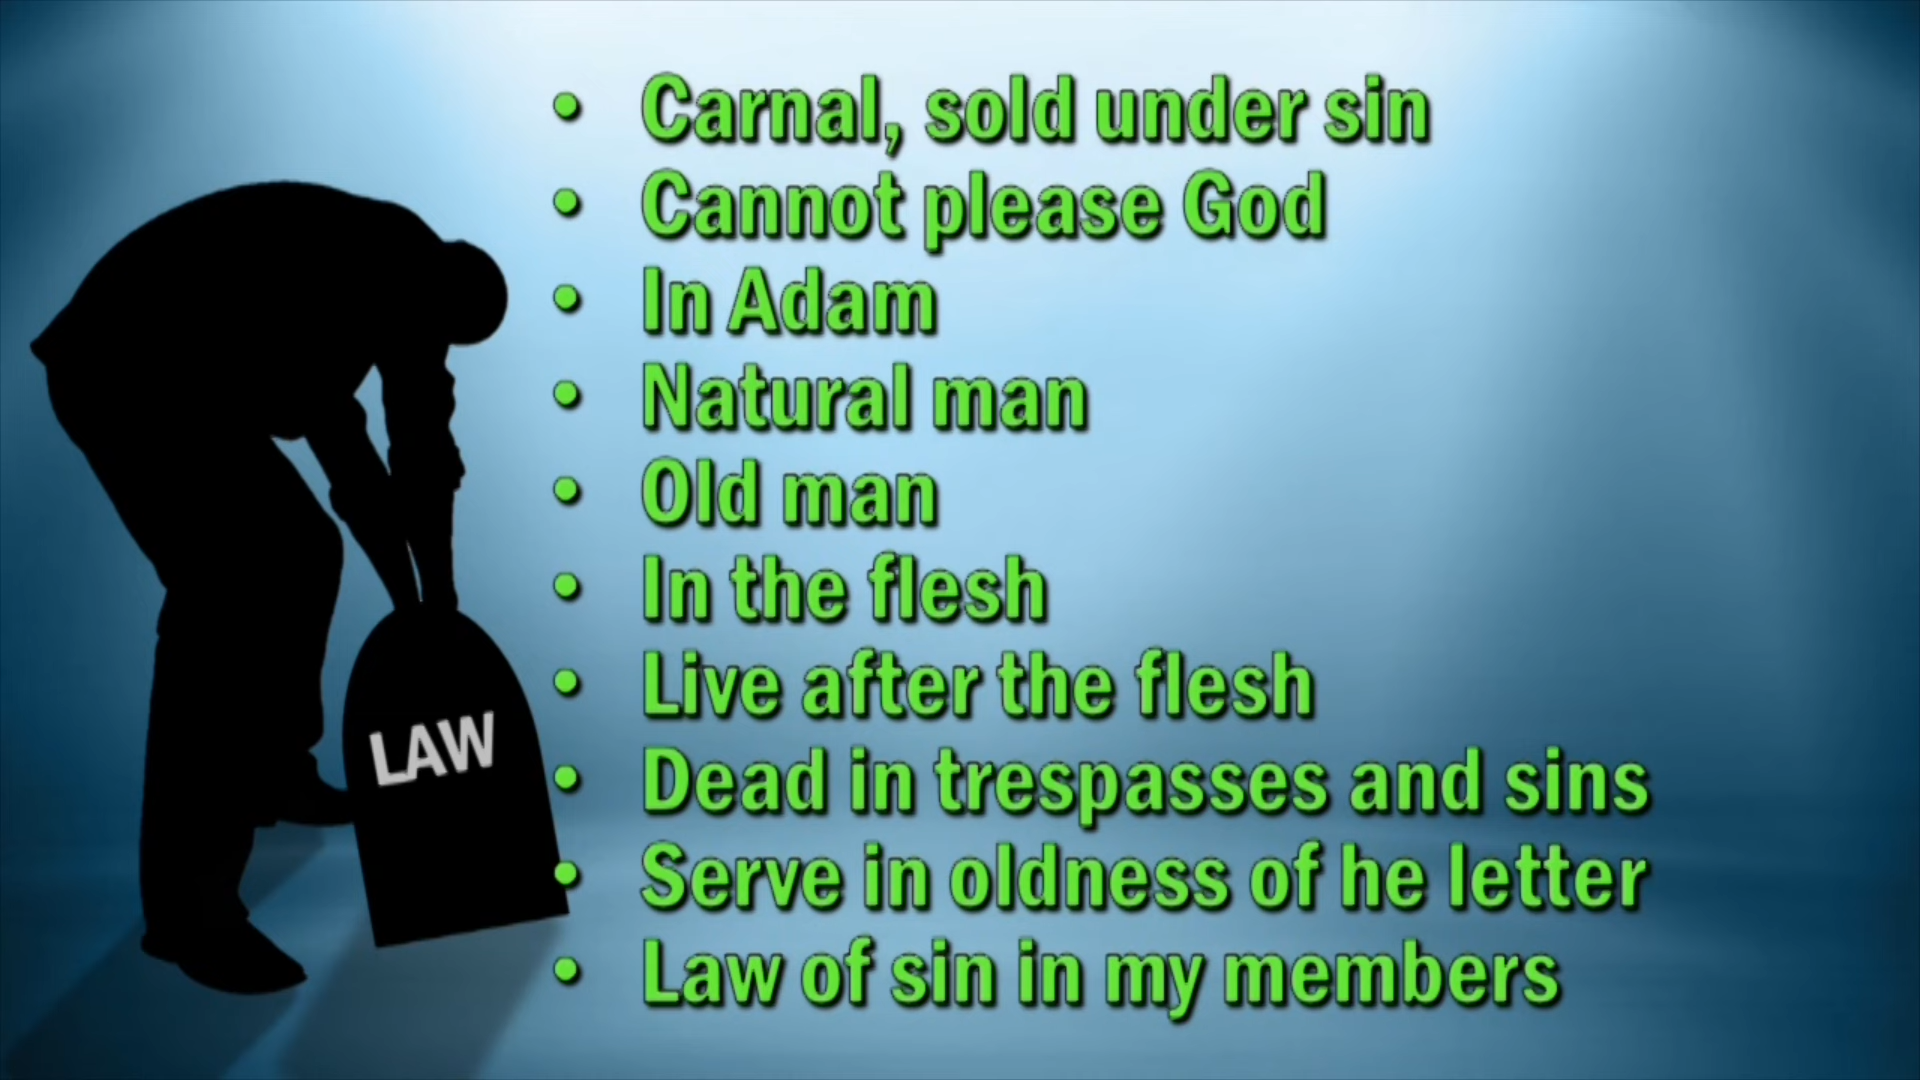 • Carnal, sold under sin
• Cannot please God
• In Adam
• Natural man
• Old man
• In the flesh
• Live after the flesh
LAW
• Dead in trespasses and sins
• Serve in oldness of he letter
• Law of sin in my members